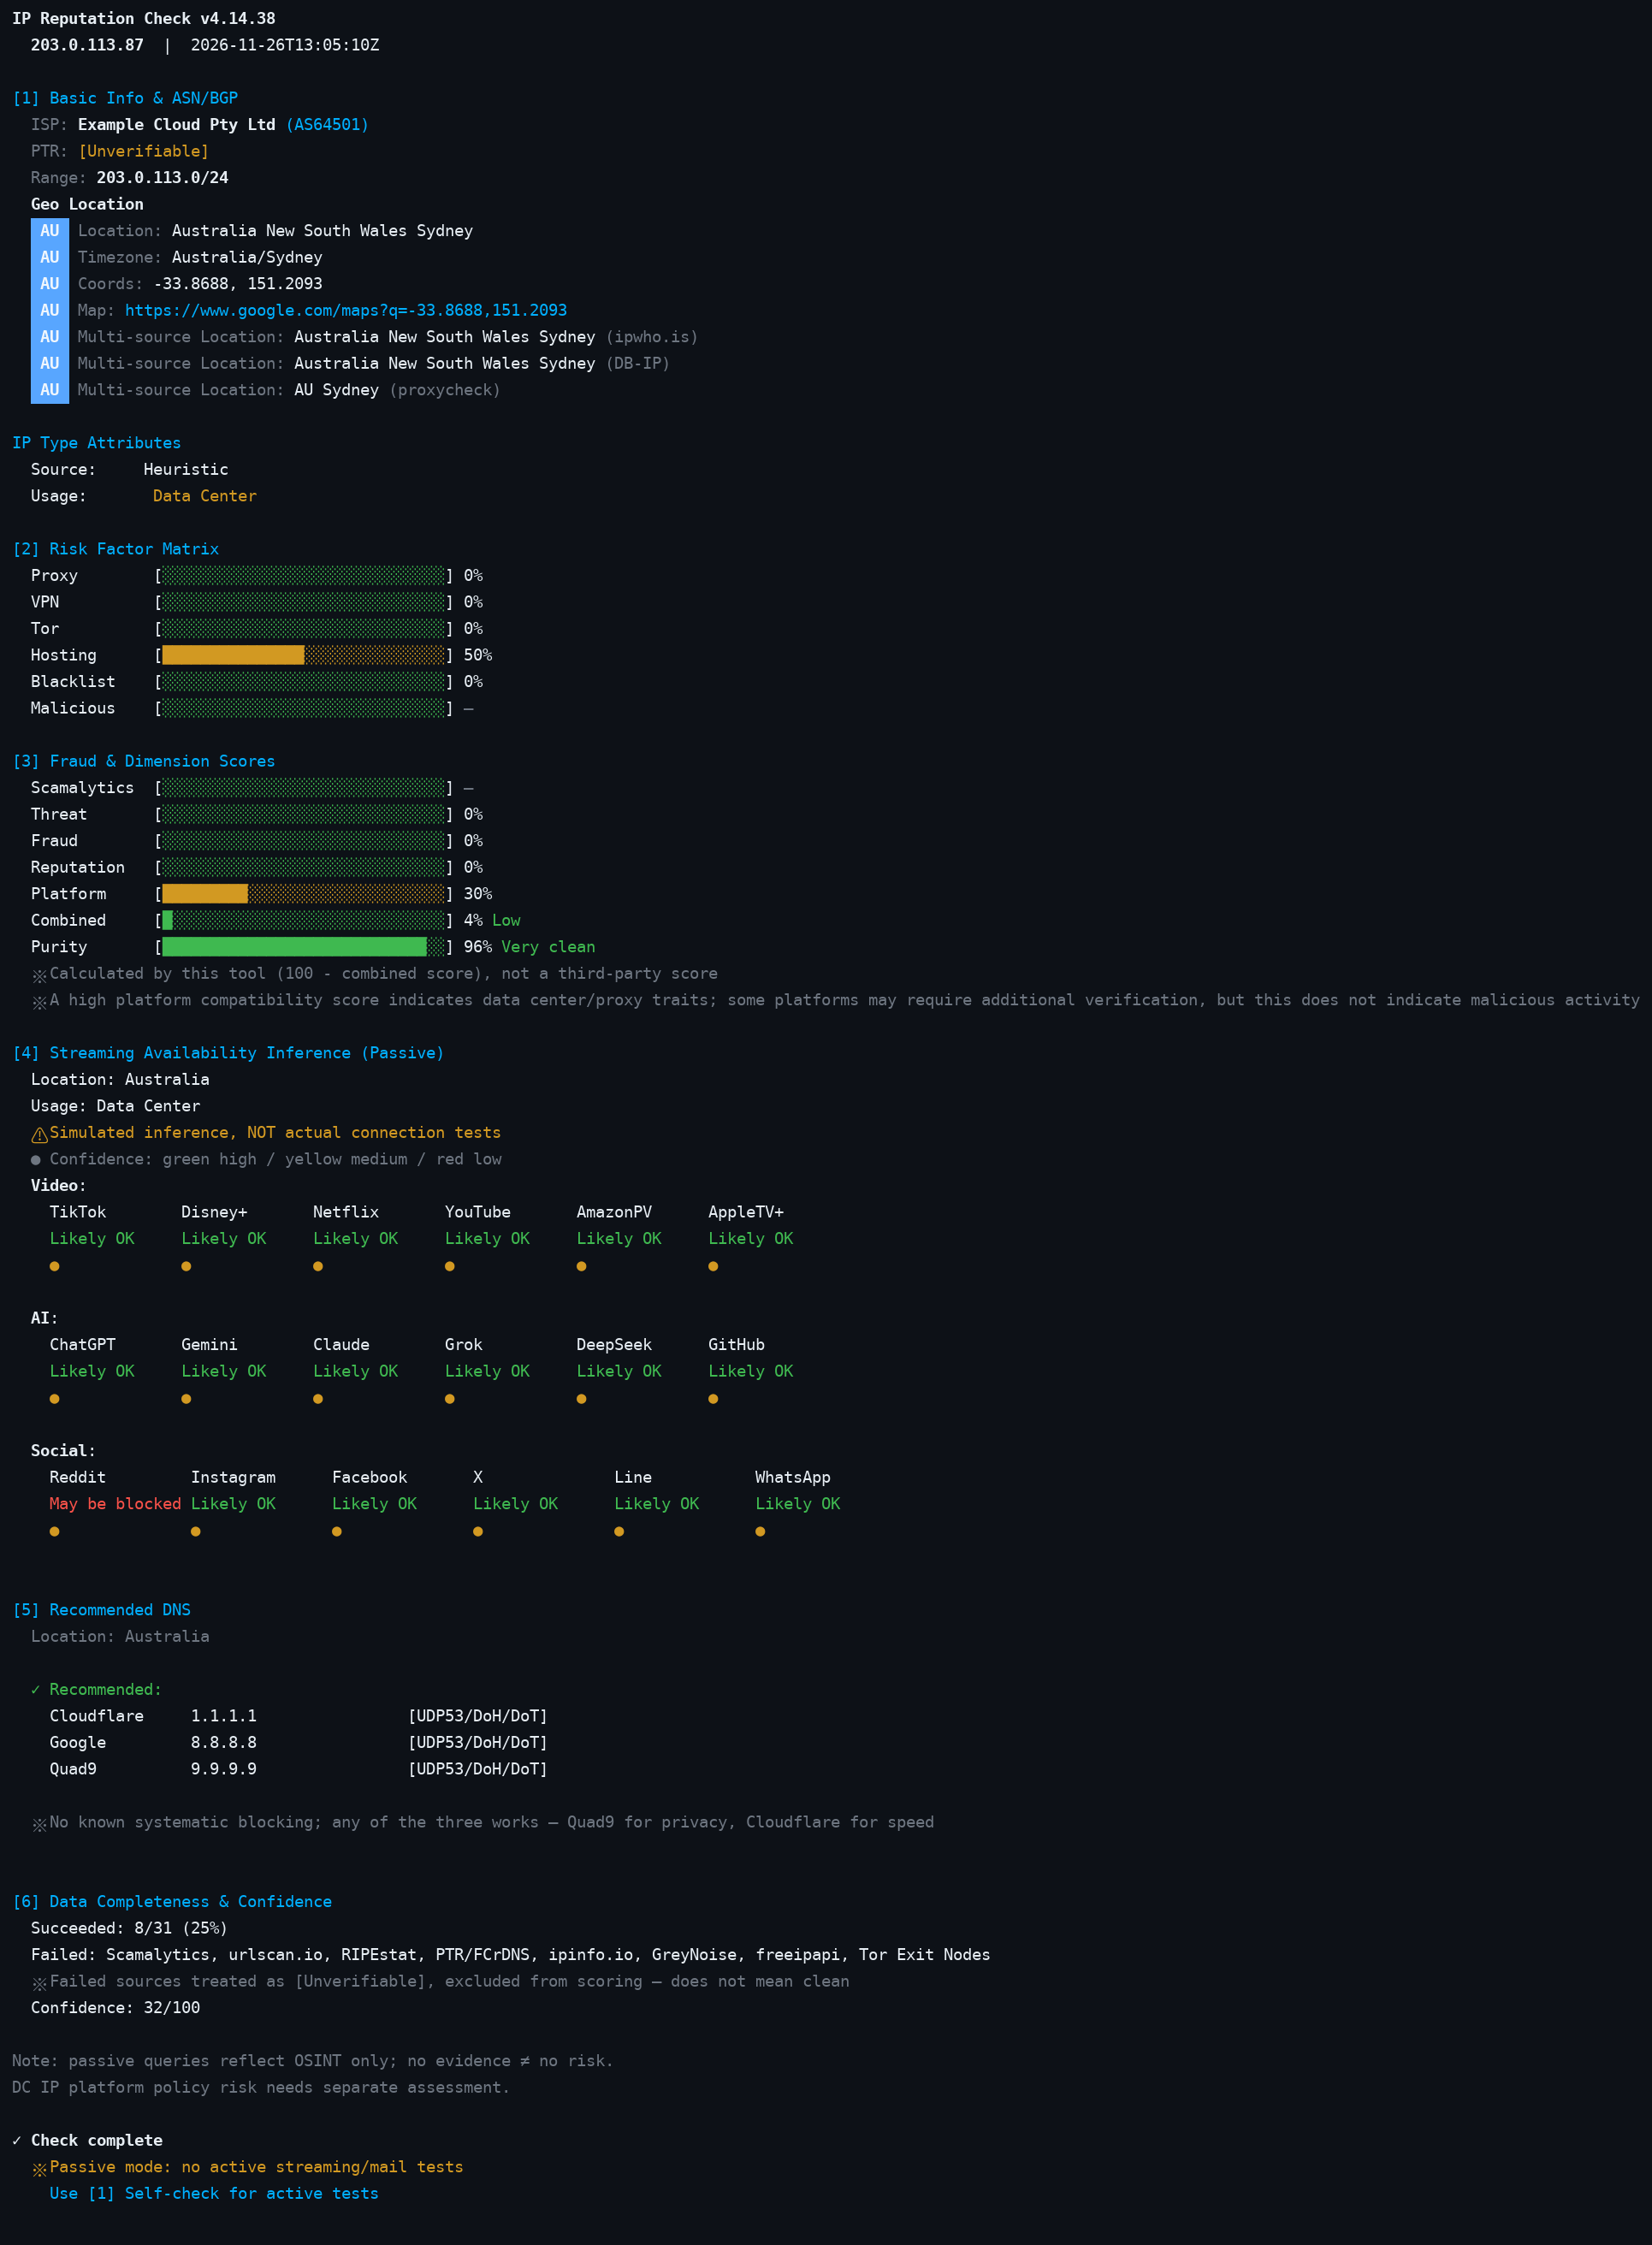 IP Reputation Check v4.14.38
203.0.113.87  |  2026-11-26T13:05:10Z
[1] Basic Info & ASN/BGP
ISP: Example Cloud Pty Ltd (AS64501)
PTR: [Unverifiable]
Range: 203.0.113.0/24
Geo Location
AU Location: Australia New South Wales Sydney
AU Timezone: Australia/Sydney
AU Coords: -33.8688, 151.2093
AU Map: https://www.google.com/maps?q=-33.8688,151.2093
AU Multi-source Location: Australia New South Wales Sydney (ipwho.is)
AU Multi-source Location: Australia New South Wales Sydney (DB-IP)
AU Multi-source Location: AU Sydney (proxycheck)
IP Type Attributes
Source: Heuristic
Usage: Data Center
[2] Risk Factor Matrix
Proxy [░░░░░░░░░░░░░░░░░░░░░░░░░░░░░░] 0%
VPN [░░░░░░░░░░░░░░░░░░░░░░░░░░░░░░] 0%
Tor [░░░░░░░░░░░░░░░░░░░░░░░░░░░░░░] 0%
Hosting [███████████████░░░░░░░░░░░░░░░] 50%
Blacklist [░░░░░░░░░░░░░░░░░░░░░░░░░░░░░░] 0%
Malicious [░░░░░░░░░░░░░░░░░░░░░░░░░░░░░░] —
[3] Fraud & Dimension Scores
Scamalytics [░░░░░░░░░░░░░░░░░░░░░░░░░░░░░░] —
Threat [░░░░░░░░░░░░░░░░░░░░░░░░░░░░░░] 0%
Fraud [░░░░░░░░░░░░░░░░░░░░░░░░░░░░░░] 0%
Reputation [░░░░░░░░░░░░░░░░░░░░░░░░░░░░░░] 0%
Platform [█████████░░░░░░░░░░░░░░░░░░░░░] 30%
Combined [█░░░░░░░░░░░░░░░░░░░░░░░░░░░░░] 4% Low
Purity [████████████████████████████░░] 96% Very clean
※Calculated by this tool (100 - combined score), not a third-party score
※A high platform compatibility score indicates data center/proxy traits; some platforms may require additional verification, but this does not indicate malicious activity
[4] Streaming Availability Inference (Passive)
Location: Australia
Usage: Data Center
⚠Simulated inference, NOT actual connection tests
● Confidence: green high / yellow medium / red low
Video:
TikTok Disney+ Netflix YouTube AmazonPV AppleTV+
Likely OK Likely OK Likely OK Likely OK Likely OK Likely OK
● ● ● ● ● ●
AI:
ChatGPT Gemini Claude Grok DeepSeek GitHub
Likely OK Likely OK Likely OK Likely OK Likely OK Likely OK
● ● ● ● ● ●
Social:
Reddit Instagram Facebook X Line WhatsApp
May be blocked Likely OK Likely OK Likely OK Likely OK Likely OK
● ● ● ● ● ●
[5] Recommended DNS
Location: Australia
✓ Recommended:
Cloudflare 1.1.1.1 [UDP53/DoH/DoT]
Google 8.8.8.8 [UDP53/DoH/DoT]
Quad9 9.9.9.9 [UDP53/DoH/DoT]
※No known systematic blocking; any of the three works — Quad9 for privacy, Cloudflare for speed
[6] Data Completeness & Confidence
Succeeded: 8/31 (25%)
Failed: Scamalytics, urlscan.io, RIPEstat, PTR/FCrDNS, ipinfo.io, GreyNoise, freeipapi, Tor Exit Nodes
※Failed sources treated as [Unverifiable], excluded from scoring — does not mean clean
Confidence: 32/100
Note: passive queries reflect OSINT only; no evidence ≠ no risk.
DC IP platform policy risk needs separate assessment.
✓ Check complete
※Passive mode: no active streaming/mail tests
Use [1] Self-check for active tests